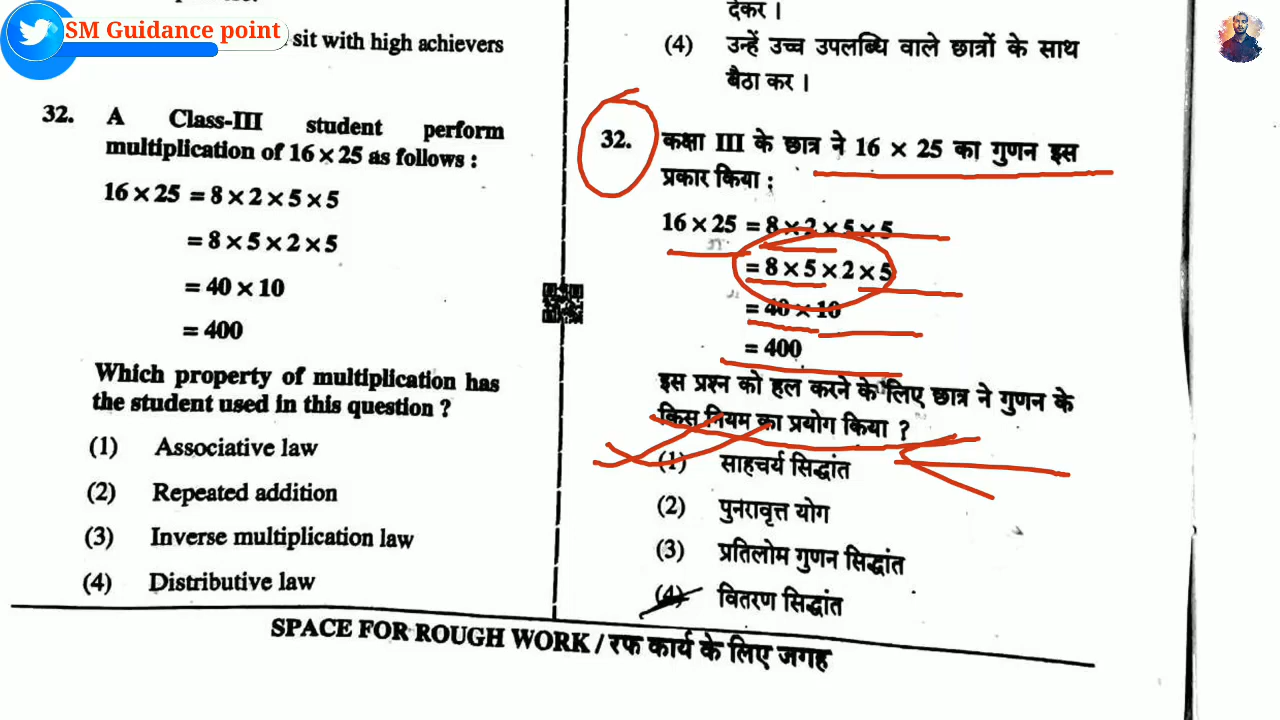 SM Guidance point
sit with high achievers
32. A Class-III student perform
multiplication of 16 × 25 as follows :
16 × 25 = 8 × 2 × 5 × 5
= 8 × 5 × 2 × 5
= 40 × 10
= 400
Which property of multiplication has
the student used in this question ?
(1) Associative law
(2) Repeated addition
(3) Inverse multiplication law
(4) Distributive law
देकर ।
(4) उन्हें उच्च उपलब्धि वाले छात्रों के साथ
बैठा कर ।
32. कक्षा III के छात्र ने 16 × 25 का गुणन इस
प्रकार किया :
16 × 25 = 8 × 2 × 5 × 5
= 8 × 5 × 2 × 5
= 40 × 10
= 400
इस प्रश्न को हल करने के लिए छात्र ने गुणन के
किस नियम का प्रयोग किया ?
(1) साहचर्य सिद्धांत
(2) पुनरावृत्त योग
(3) प्रतिलोम गुणन सिद्धांत
(4) वितरण सिद्धांत
SPACE FOR ROUGH WORK / रफ कार्य के लिए जगह